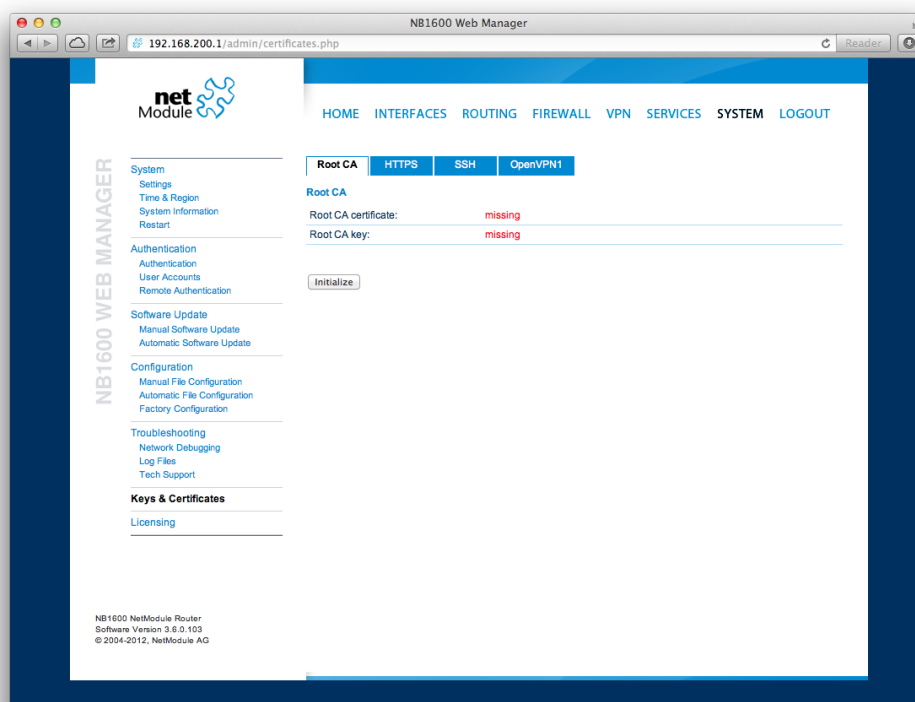 NB1600 Web Manager
192.168.200.1/admin/certificates.php
Reader
net
Module
HOME INTERFACES ROUTING FIREWALL VPN SERVICES SYSTEM LOGOUT
NB1600 WEB MANAGER
System
Settings
Time & Region
System Information
Restart
Authentication
Authentication
User Accounts
Remote Authentication
Software Update
Manual Software Update
Automatic Software Update
Configuration
Manual File Configuration
Automatic File Configuration
Factory Configuration
Troubleshooting
Network Debugging
Log Files
Tech Support
Keys & Certificates
Licensing
Root CA HTTPS SSH OpenVPN1
Root CA
Root CA certificate: missing
Root CA key: missing
Initialize
NB1600 NetModule Router
Software Version 3.6.0.103
© 2004-2012, NetModule AG